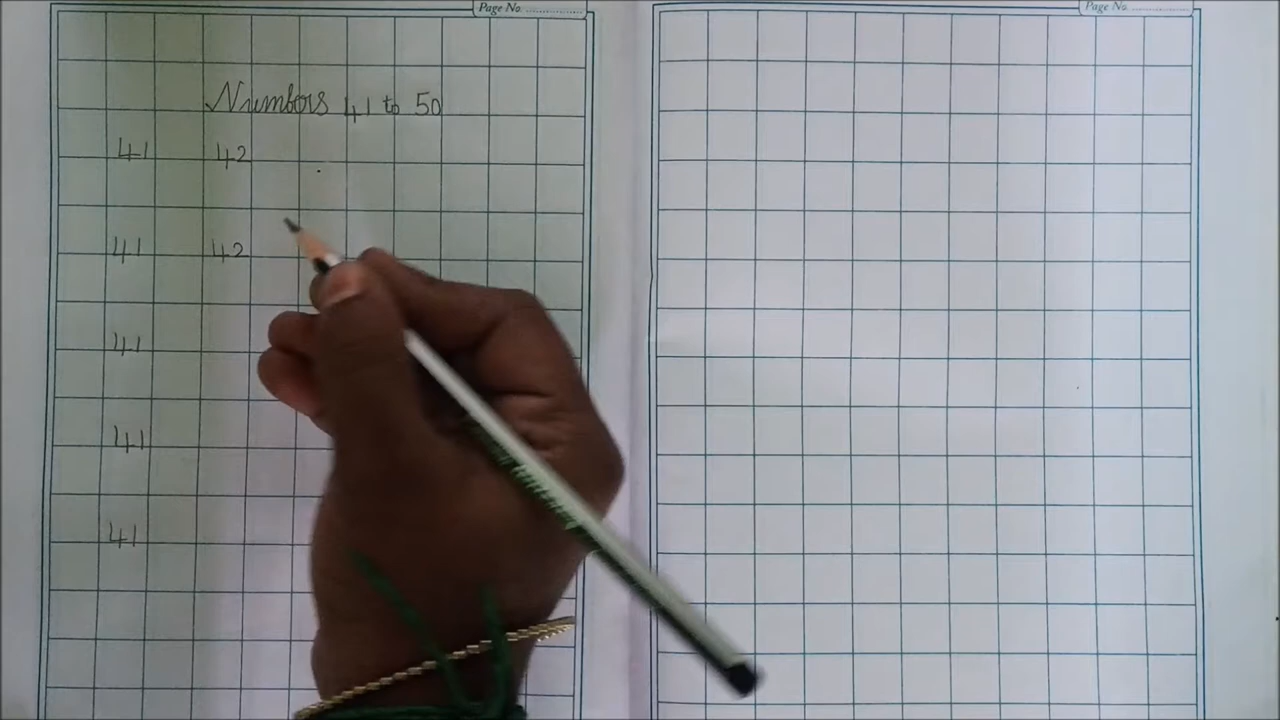 Page No. ............... Page No. ...............
Numbers 41 to 50
41 42
41 42
41
41
41